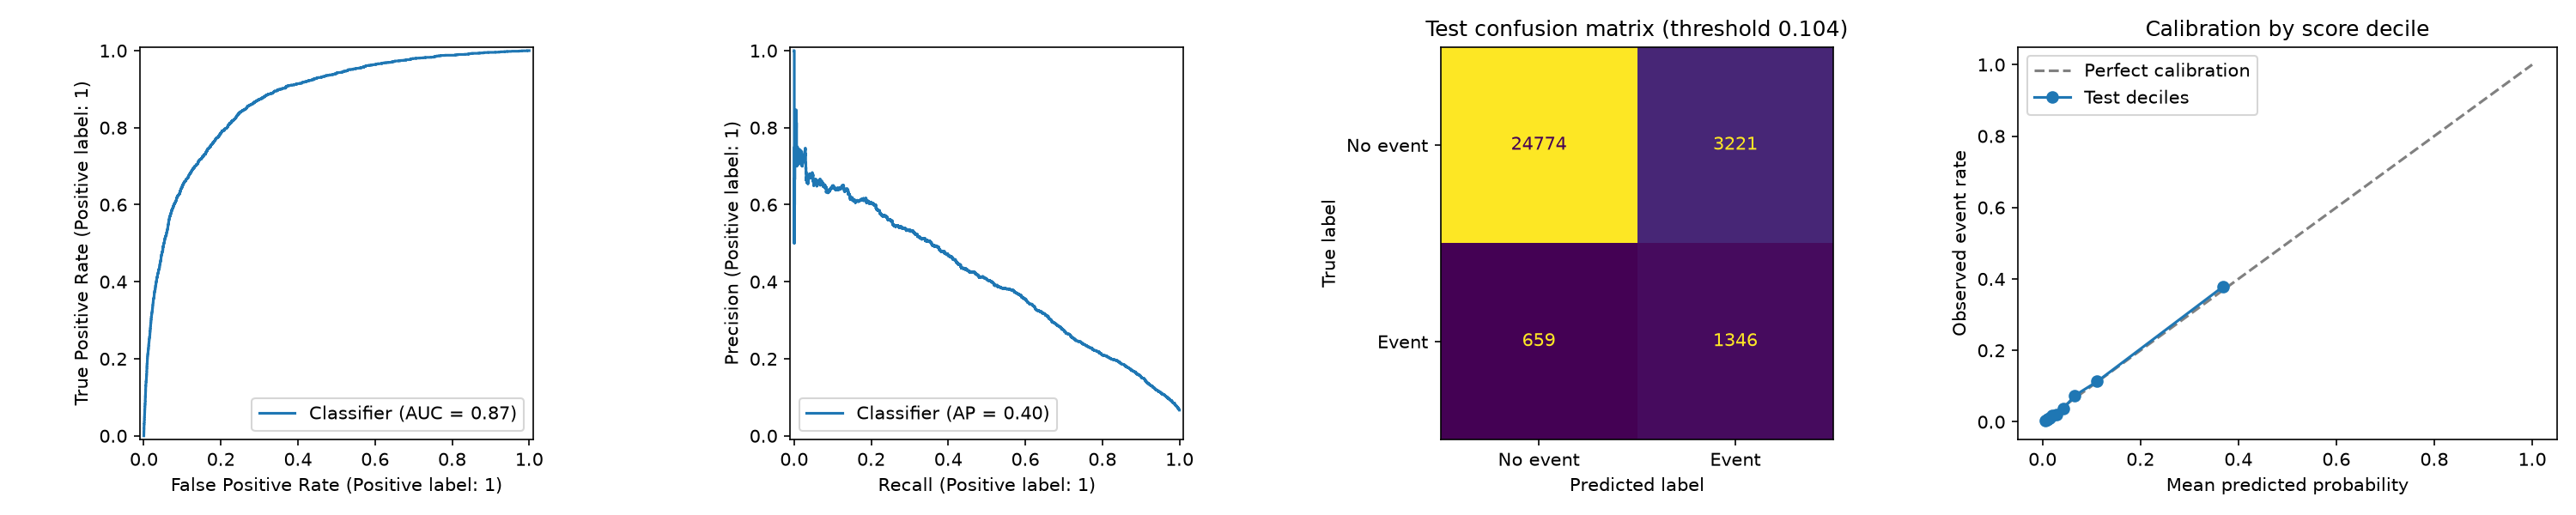 1.0
0.8
0.6
0.4
0.2
0.0
True Positive Rate (Positive label: 1)
Classifier (AUC = 0.87)
0.0 0.2 0.4 0.6 0.8 1.0
False Positive Rate (Positive label: 1)
1.0
0.8
0.6
0.4
0.2
0.0
Precision (Positive label: 1)
Classifier (AP = 0.40)
0.0 0.2 0.4 0.6 0.8 1.0
Recall (Positive label: 1)
Test confusion matrix (threshold 0.104)
True label
No event 24774 3221
Event 659 1346
No event Event
Predicted label
Calibration by score decile
Perfect calibration
Test deciles
1.0
0.8
0.6
0.4
0.2
0.0
Observed event rate
0.0 0.2 0.4 0.6 0.8 1.0
Mean predicted probability